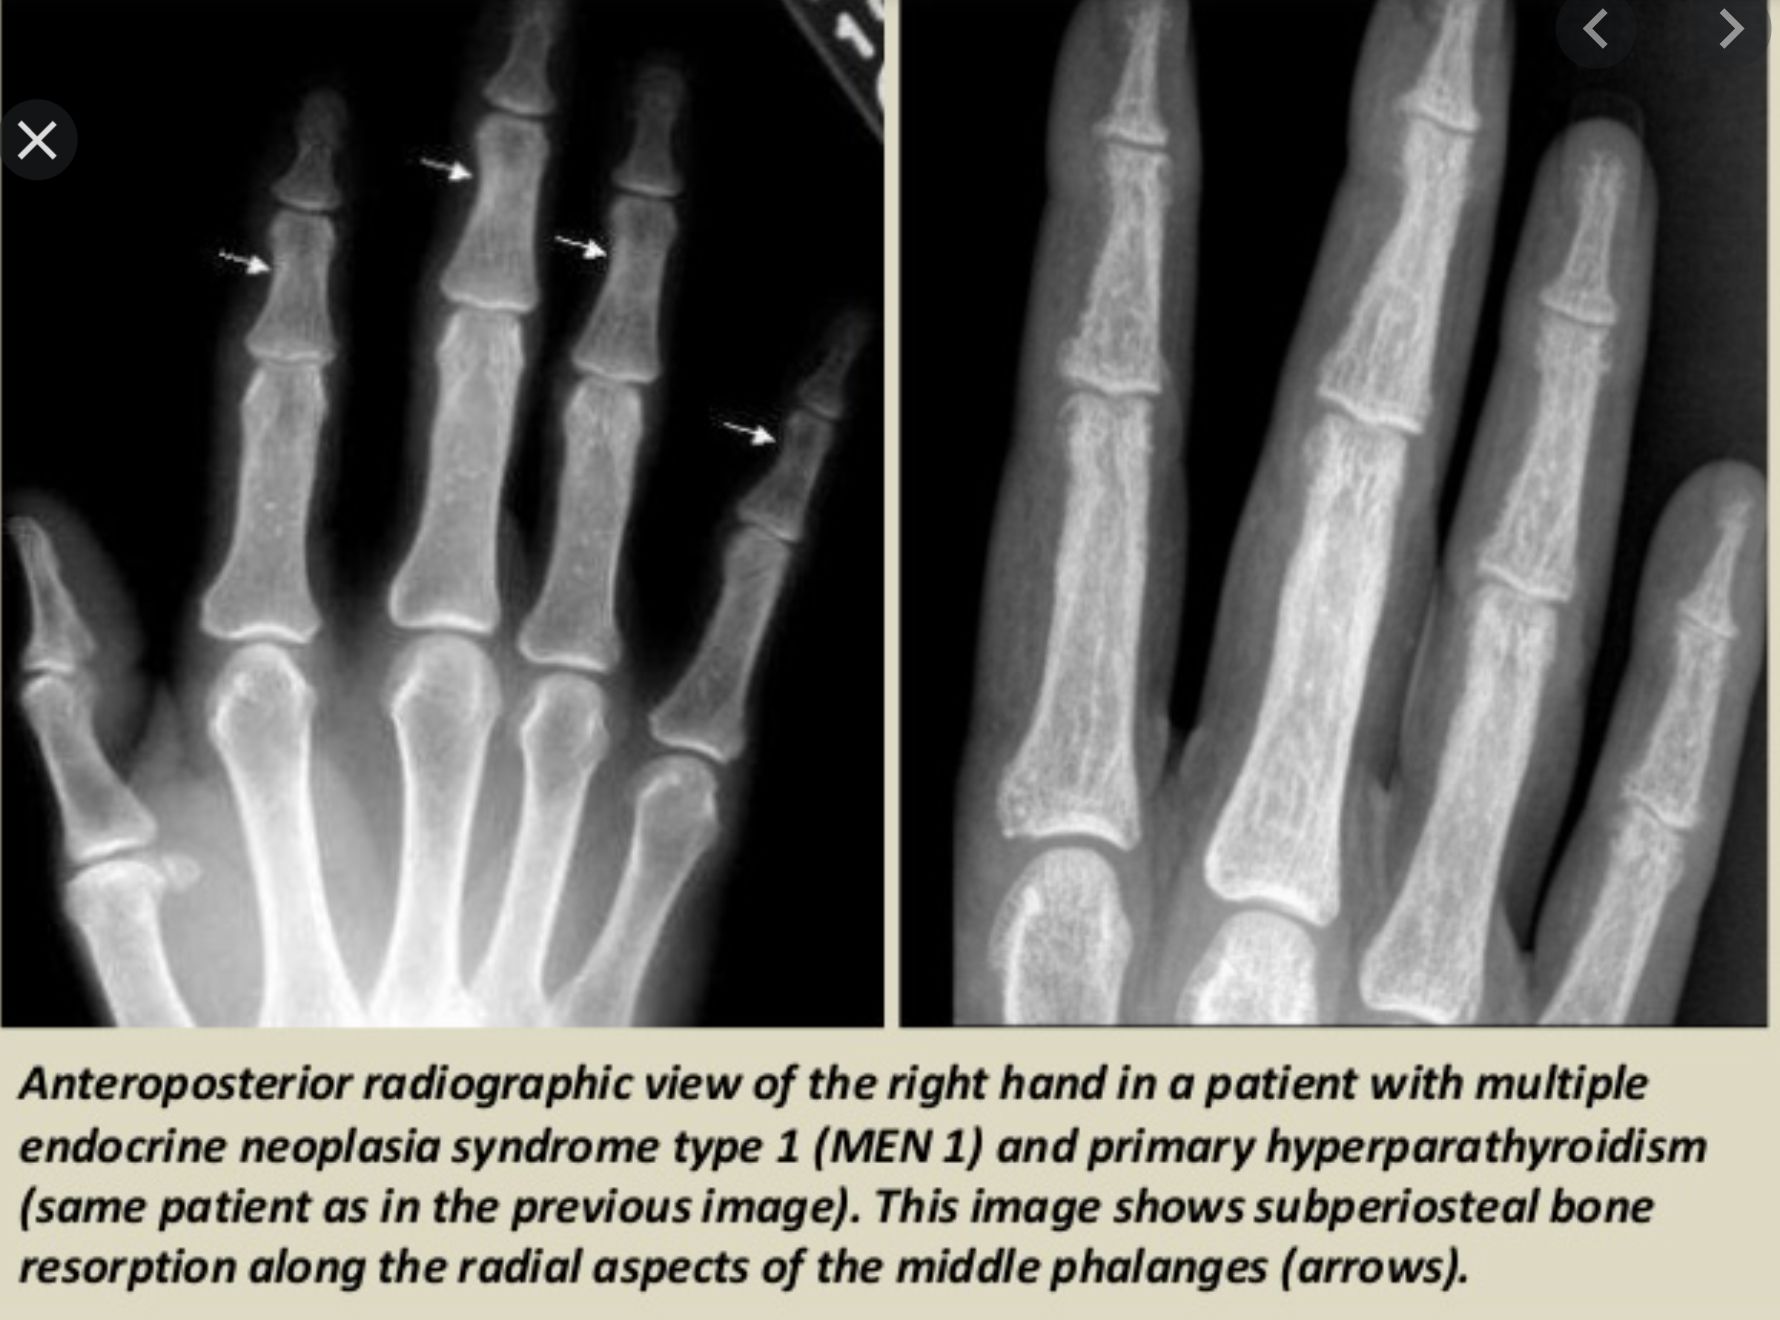 Anteroposterior radiographic view of the right hand in a patient with multiple
endocrine neoplasia syndrome type 1 (MEN 1) and primary hyperparathyroidism
(same patient as in the previous image). This image shows subperiosteal bone
resorption along the radial aspects of the middle phalanges (arrows).